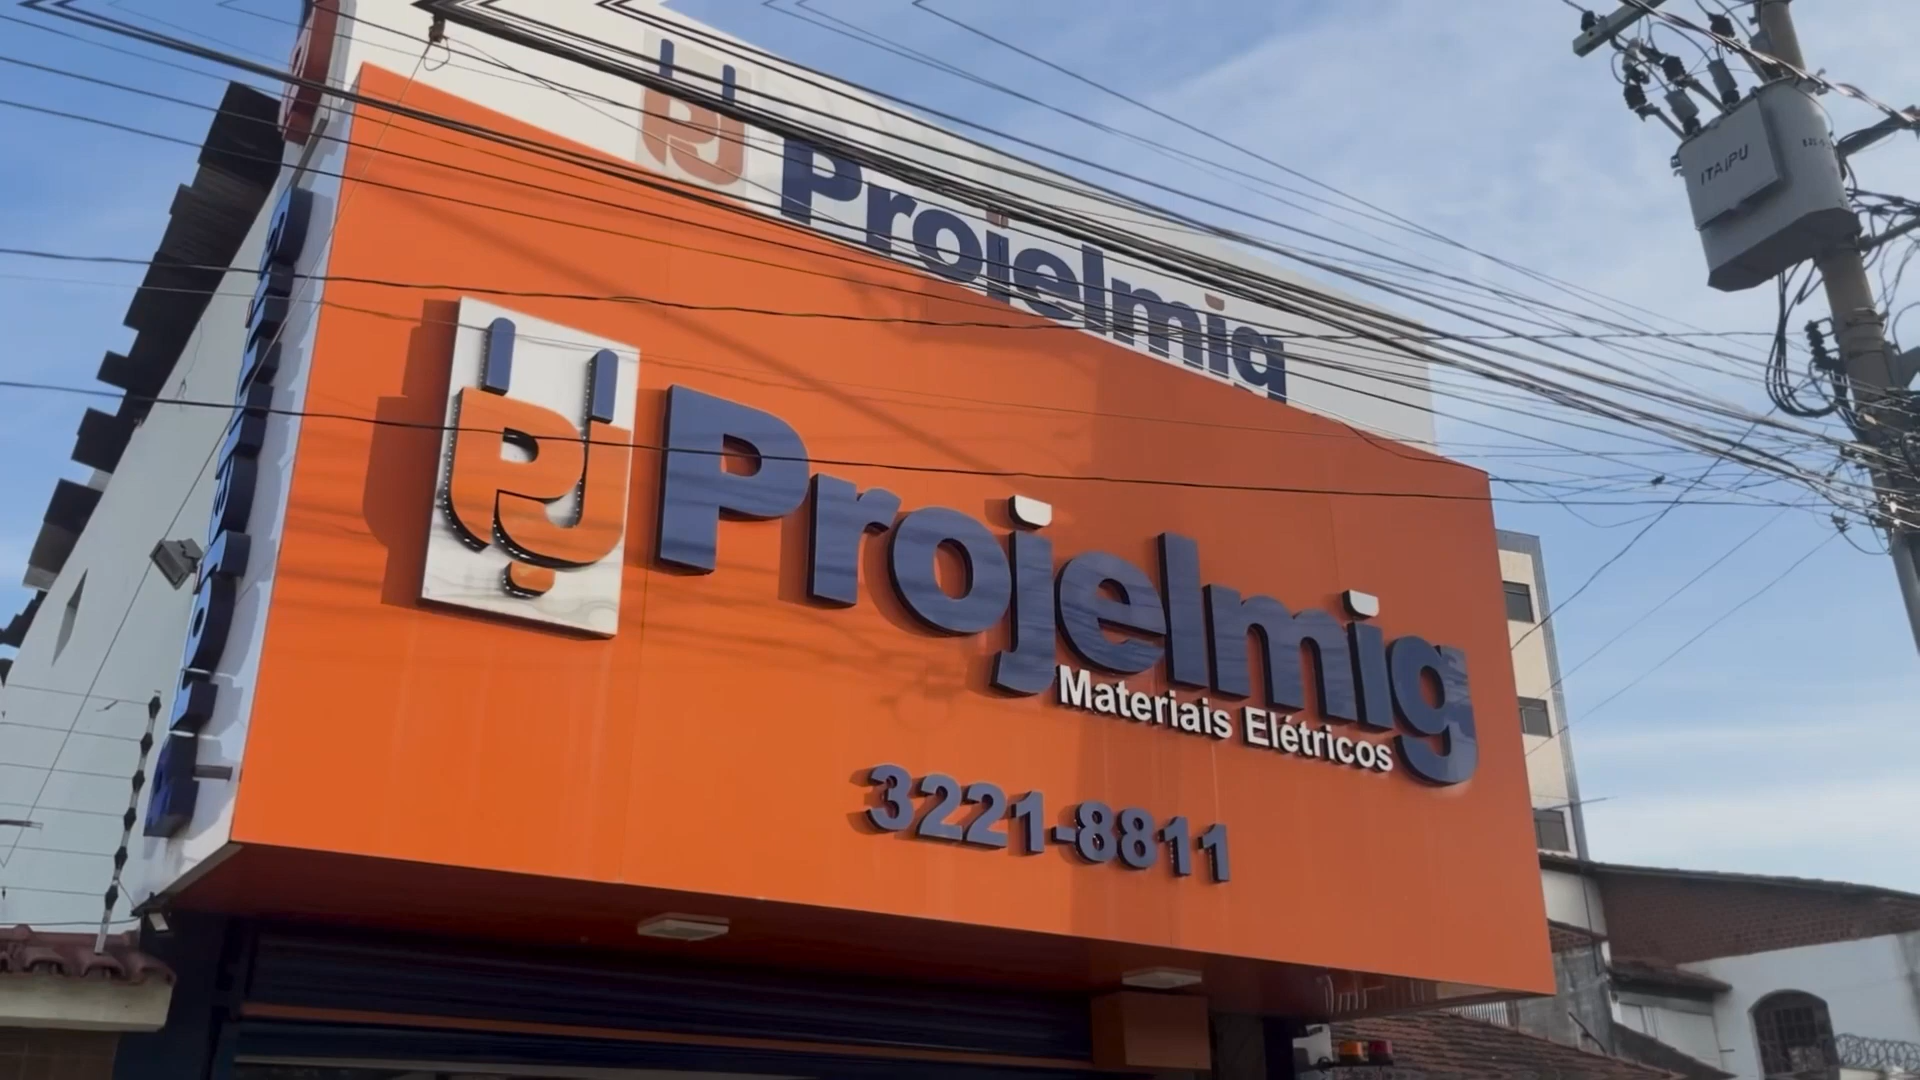 Projelmig
PJ
Projelmig
Materiais Elétricos
3221-8811
ITAIPU